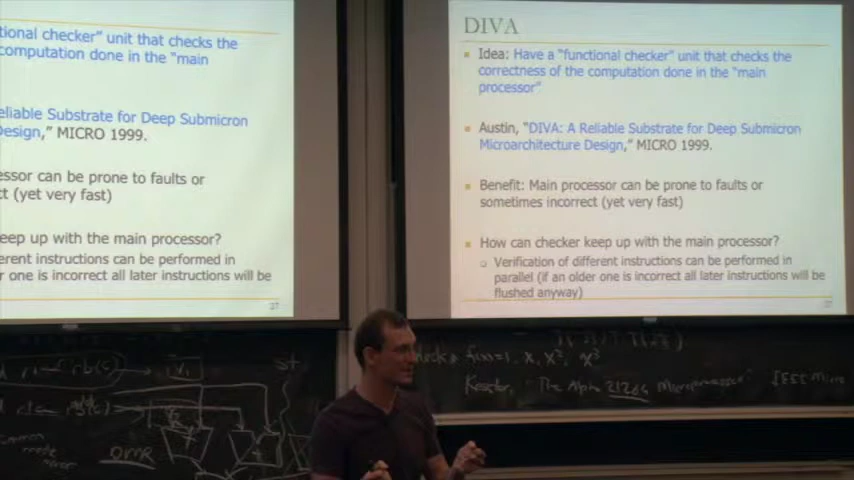 tional checker" unit that checks the
computation done in the "main
eliable Substrate for Deep Submicron
Design," MICRO 1999.
essor can be prone to faults or
ct (yet very fast)
eep up with the main processor?
erent instructions can be performed in
r one is incorrect all later instructions will be
27
DIVA
Idea: Have a "functional checker" unit that checks the
correctness of the computation done in the "main
processor"
Austin, "DIVA: A Reliable Substrate for Deep Submicron
Microarchitecture Design," MICRO 1999.
Benefit: Main processor can be prone to faults or
sometimes incorrect (yet very fast)
How can checker keep up with the main processor?
Verification of different instructions can be performed in
parallel (if an older one is incorrect all later instructions will be
flushed anyway)
27
Kessler, "The Alpha 21264 Microprocessor"
DMR